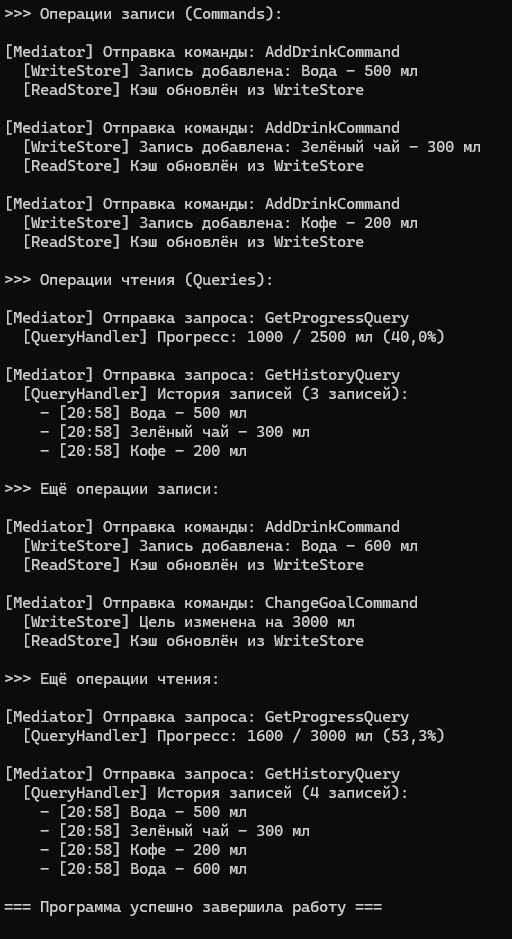 >>> Операции записи (Commands):

[Mediator] Отправка команды: AddDrinkCommand
  [WriteStore] Запись добавлена: Вода — 500 мл
  [ReadStore] Кэш обновлён из WriteStore

[Mediator] Отправка команды: AddDrinkCommand
  [WriteStore] Запись добавлена: Зелёный чай — 300 мл
  [ReadStore] Кэш обновлён из WriteStore

[Mediator] Отправка команды: AddDrinkCommand
  [WriteStore] Запись добавлена: Кофе — 200 мл
  [ReadStore] Кэш обновлён из WriteStore

>>> Операции чтения (Queries):

[Mediator] Отправка запроса: GetProgressQuery
  [QueryHandler] Прогресс: 1000 / 2500 мл (40,0%)

[Mediator] Отправка запроса: GetHistoryQuery
  [QueryHandler] История записей (3 записей):
    — [20:58] Вода — 500 мл
    — [20:58] Зелёный чай — 300 мл
    — [20:58] Кофе — 200 мл

>>> Ещё операции записи:

[Mediator] Отправка команды: AddDrinkCommand
  [WriteStore] Запись добавлена: Вода — 600 мл
  [ReadStore] Кэш обновлён из WriteStore

[Mediator] Отправка команды: ChangeGoalCommand
  [WriteStore] Цель изменена на 3000 мл
  [ReadStore] Кэш обновлён из WriteStore

>>> Ещё операции чтения:

[Mediator] Отправка запроса: GetProgressQuery
  [QueryHandler] Прогресс: 1600 / 3000 мл (53,3%)

[Mediator] Отправка запроса: GetHistoryQuery
  [QueryHandler] История записей (4 записей):
    — [20:58] Вода — 500 мл
    — [20:58] Зелёный чай — 300 мл
    — [20:58] Кофе — 200 мл
    — [20:58] Вода — 600 мл

=== Программа успешно завершила работу ===